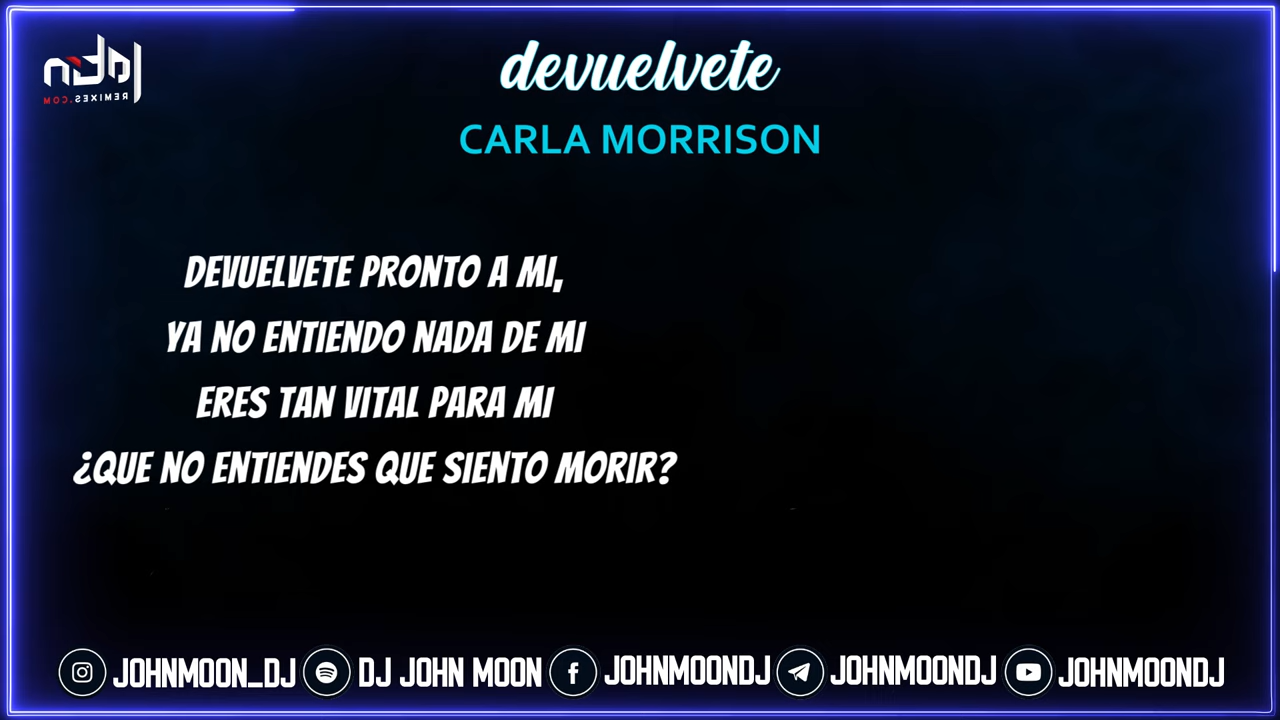 devuelvete
CARLA MORRISON
REMIXES.COM
DEVUELVETE PRONTO A MI,
YA NO ENTIENDO NADA DE MI
ERES TAN VITAL PARA MI
¿QUE NO ENTIENDES QUE SIENTO MORIR?
JOHNMOON_DJ DJ JOHN MOON JOHNMOONDJ JOHNMOONDJ JOHNMOONDJ